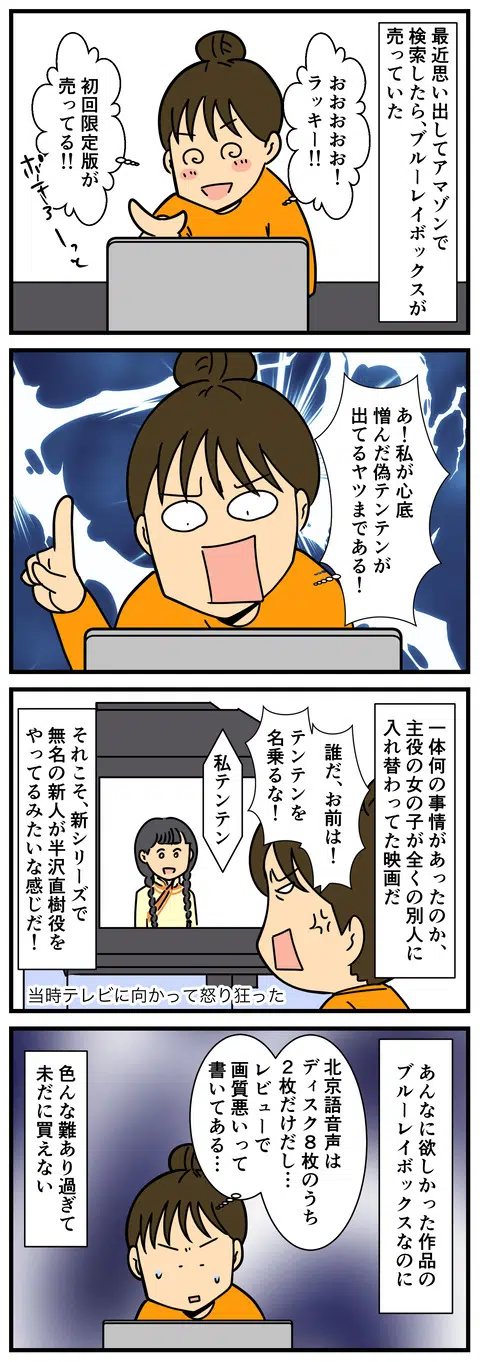 最近思い出してアマゾンで
検索したら、ブルーレイボックスが
売っていた
おおおおお!
ラッキー!!
初回限定版が
売ってる!!
ポチーっ
あ!私が心底
憎んだ偽テンテンが
出てるヤツまである!
一体何の事情があったのか、
主役の女の子が全くの別人に
入れ替わってた映画だ
誰だ、お前は!
テンテンを
名乗るな!
私テンテン
それこそ、新シリーズで
無名の新人が半沢直樹役を
やってるみたいな感じだ!
当時テレビに向かって怒り狂った
あんなに欲しかった作品の
ブルーレイボックスなのに
北京語音声は
ディスク8枚のうち
2枚だけだし…
レビューで
画質悪いって
書いてある…
色んな難あり過ぎて
未だに買えない